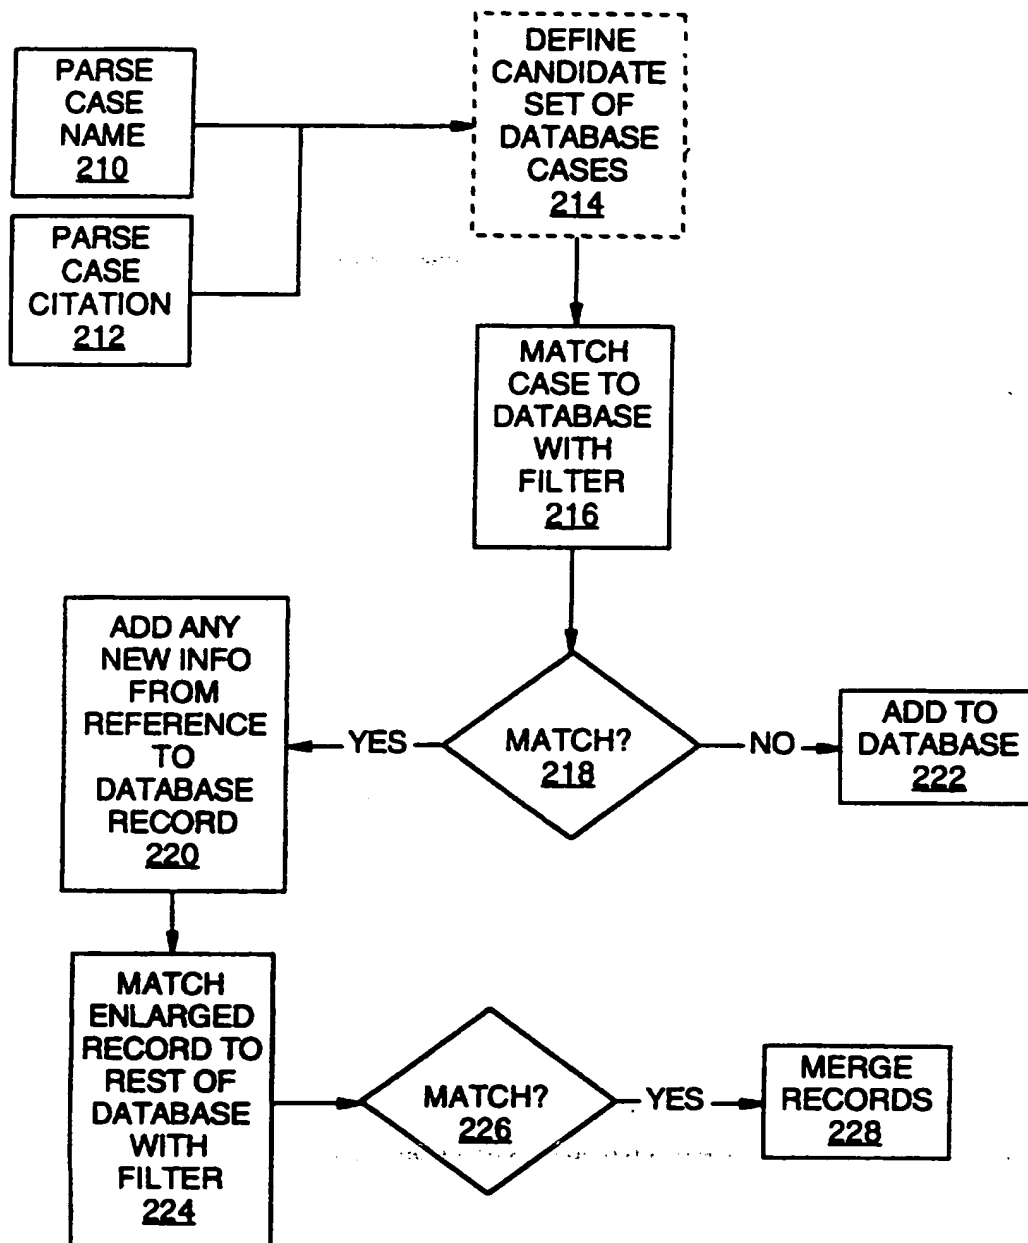 PARSE
CASE
NAME
210
PARSE
CASE
CITATION
212
DEFINE
CANDIDATE
SET OF
DATABASE
CASES
214
MATCH
CASE TO
DATABASE
WITH
FILTER
216
MATCH?
218
YES
NO
ADD TO
DATABASE
222
ADD ANY
NEW INFO
FROM
REFERENCE
TO
DATABASE
RECORD
220
MATCH
ENLARGED
RECORD TO
REST OF
DATABASE
WITH
FILTER
224
MATCH?
226
YES
MERGE
RECORDS
228